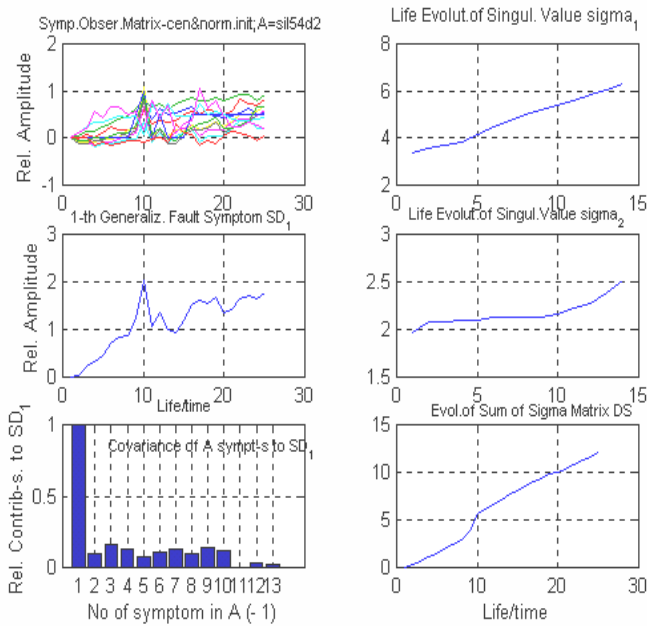 Symp.Obser.Matrix-cen&norm.init,A=sil54d2
Rel. Amplitude
2
1
0
-1
0 10 20 30
Life Evolut.of Singul. Value sigma1
8
6
4
2
0 5 10 15
1-th Generaliz. Fault Symptom SD1
Rel. Amplitude
3
2
1
0
0 10 20 30
Life/time
Life Evolut.of Singul.Value sigma2
3
2.5
2
1.5
0 5 10 15
Covariance of A sympt-s to SD1
Rel. Contrib-s. to SD1
1
0.5
0
1 2 3 4 5 6 7 8 9 10 11 12 13
No of symptom in A (- 1)
Evol.of Sum of Sigma Matrix DS
15
10
5
0
0 10 20 30
Life/time